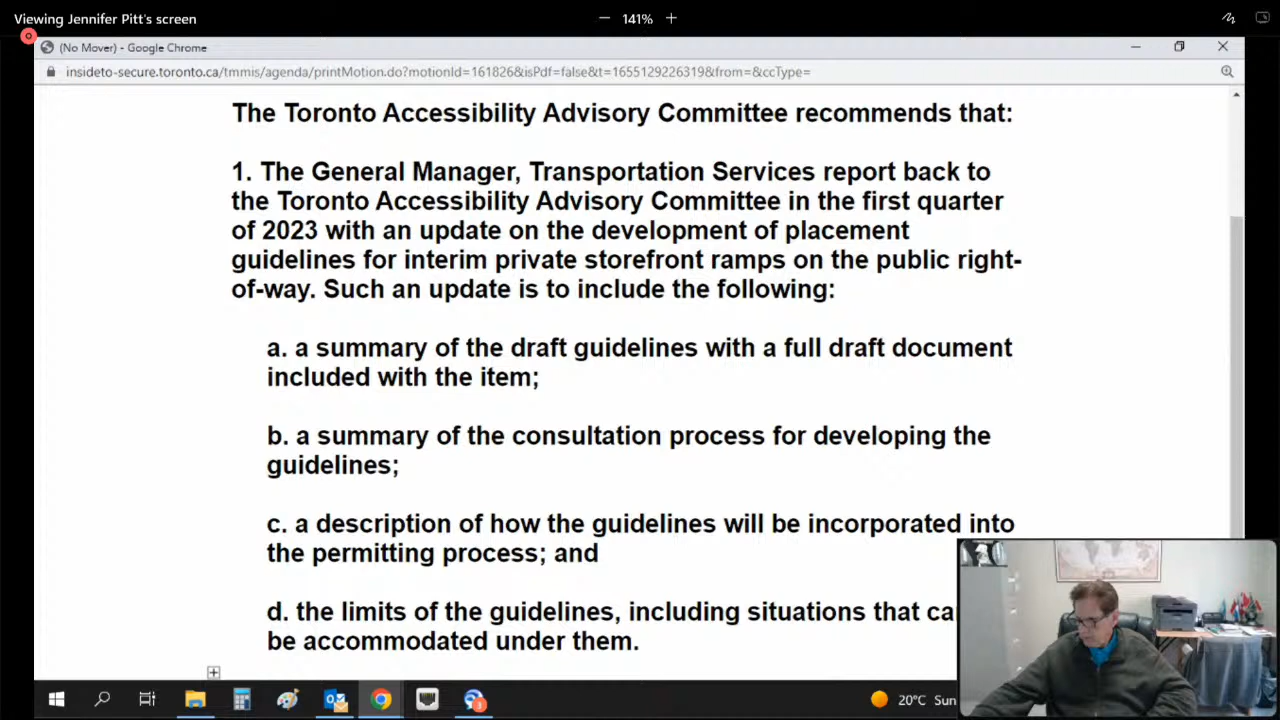 Viewing Jennifer Pitt's screen
141%
(No Mover) - Google Chrome
insideto-secure.toronto.ca/tmmis/agenda/printMotion.do?motionId=161826&isPdf=false&t=1655129226319&from=&ccType=
The Toronto Accessibility Advisory Committee recommends that:
1. The General Manager, Transportation Services report back to
the Toronto Accessibility Advisory Committee in the first quarter
of 2023 with an update on the development of placement
guidelines for interim private storefront ramps on the public right-
of-way. Such an update is to include the following:
a. a summary of the draft guidelines with a full draft document
included with the item;
b. a summary of the consultation process for developing the
guidelines;
c. a description of how the guidelines will be incorporated into
the permitting process; and
d. the limits of the guidelines, including situations that
be accommodated under them.
20°C Sun